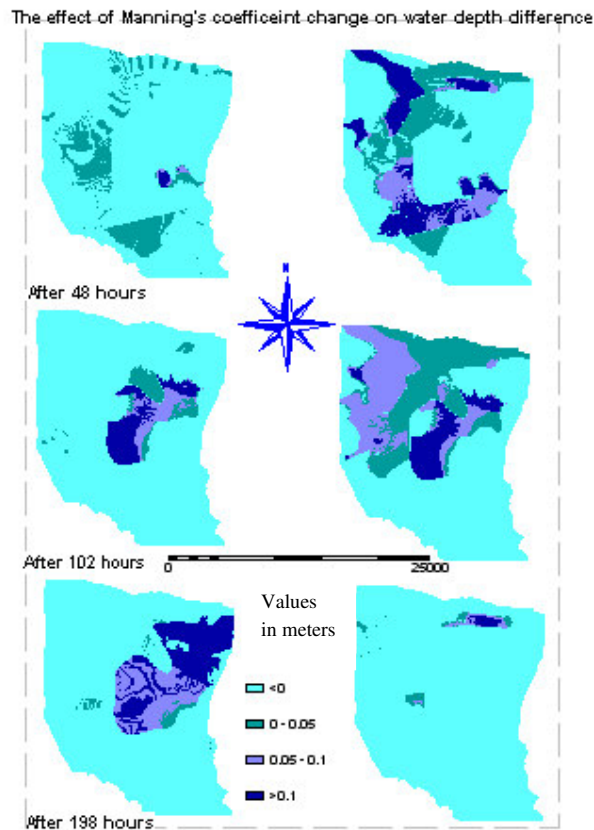 The effect of Manning's coefficeint change on water depth difference
N
After 48 hours
After 102 hours
0 25000
Values
in meters
<0
0 - 0.05
0.05 - 0.1
>0.1
After 198 hours